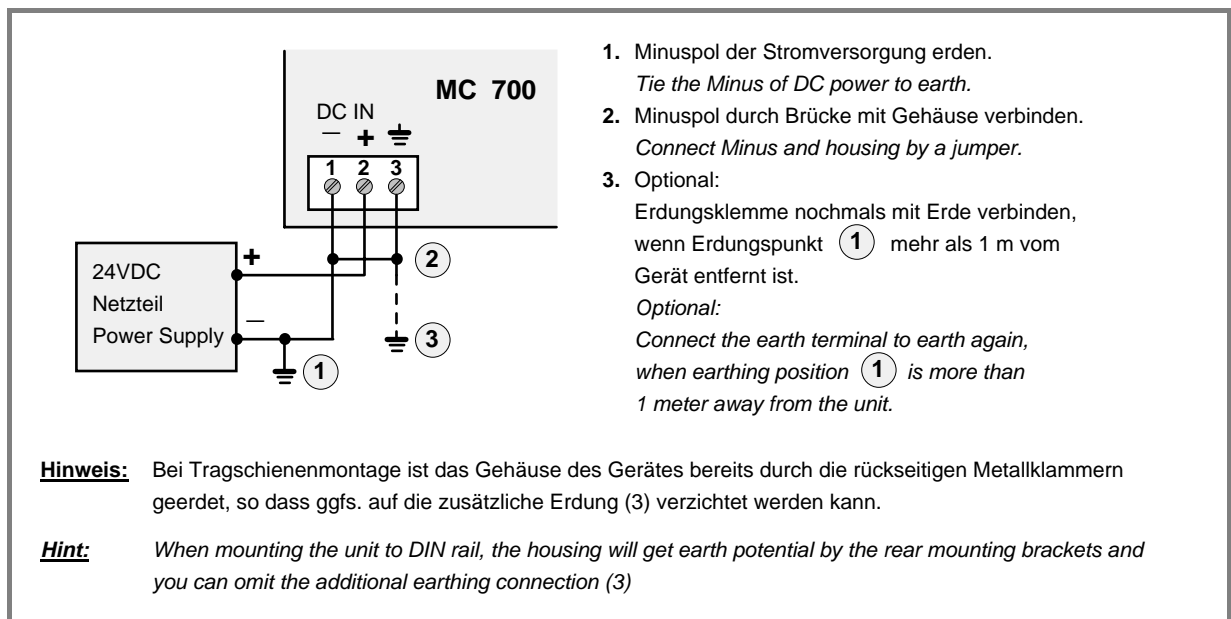 MC 700
DC IN
— + ⏚
1 2 3
+
24VDC
Netzteil
Power Supply
—
1
2
3
1. Minuspol der Stromversorgung erden.
Tie the Minus of DC power to earth.
2. Minuspol durch Brücke mit Gehäuse verbinden.
Connect Minus and housing by a jumper.
3. Optional:
Erdungsklemme nochmals mit Erde verbinden,
wenn Erdungspunkt 1 mehr als 1 m vom
Gerät entfernt ist.
Optional:
Connect the earth terminal to earth again,
when earthing position 1 is more than
1 meter away from the unit.
Hinweis: Bei Tragschienenmontage ist das Gehäuse des Gerätes bereits durch die rückseitigen Metallklammern
geerdet, so dass ggfs. auf die zusätzliche Erdung (3) verzichtet werden kann.
Hint: When mounting the unit to DIN rail, the housing will get earth potential by the rear mounting brackets and
you can omit the additional earthing connection (3)